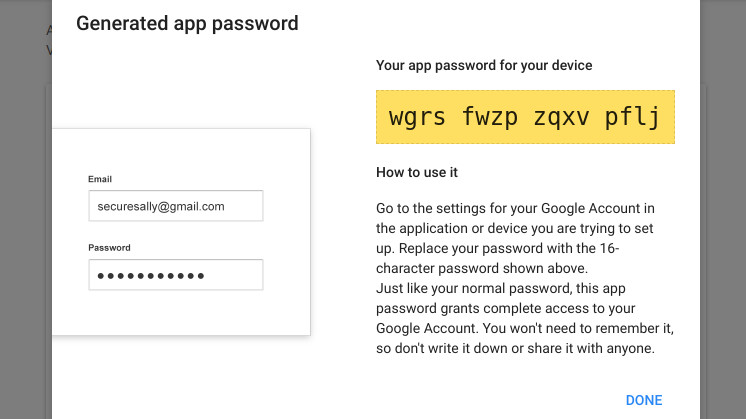 Generated app password
Your app password for your device
wgrs fwzp zqxv pflj
Email
securesally@gmail.com
Password
How to use it
Go to the settings for your Google Account in
the application or device you are trying to set
up. Replace your password with the 16-
character password shown above.
Just like your normal password, this app
password grants complete access to your
Google Account. You won't need to remember it,
so don't write it down or share it with anyone.
DONE